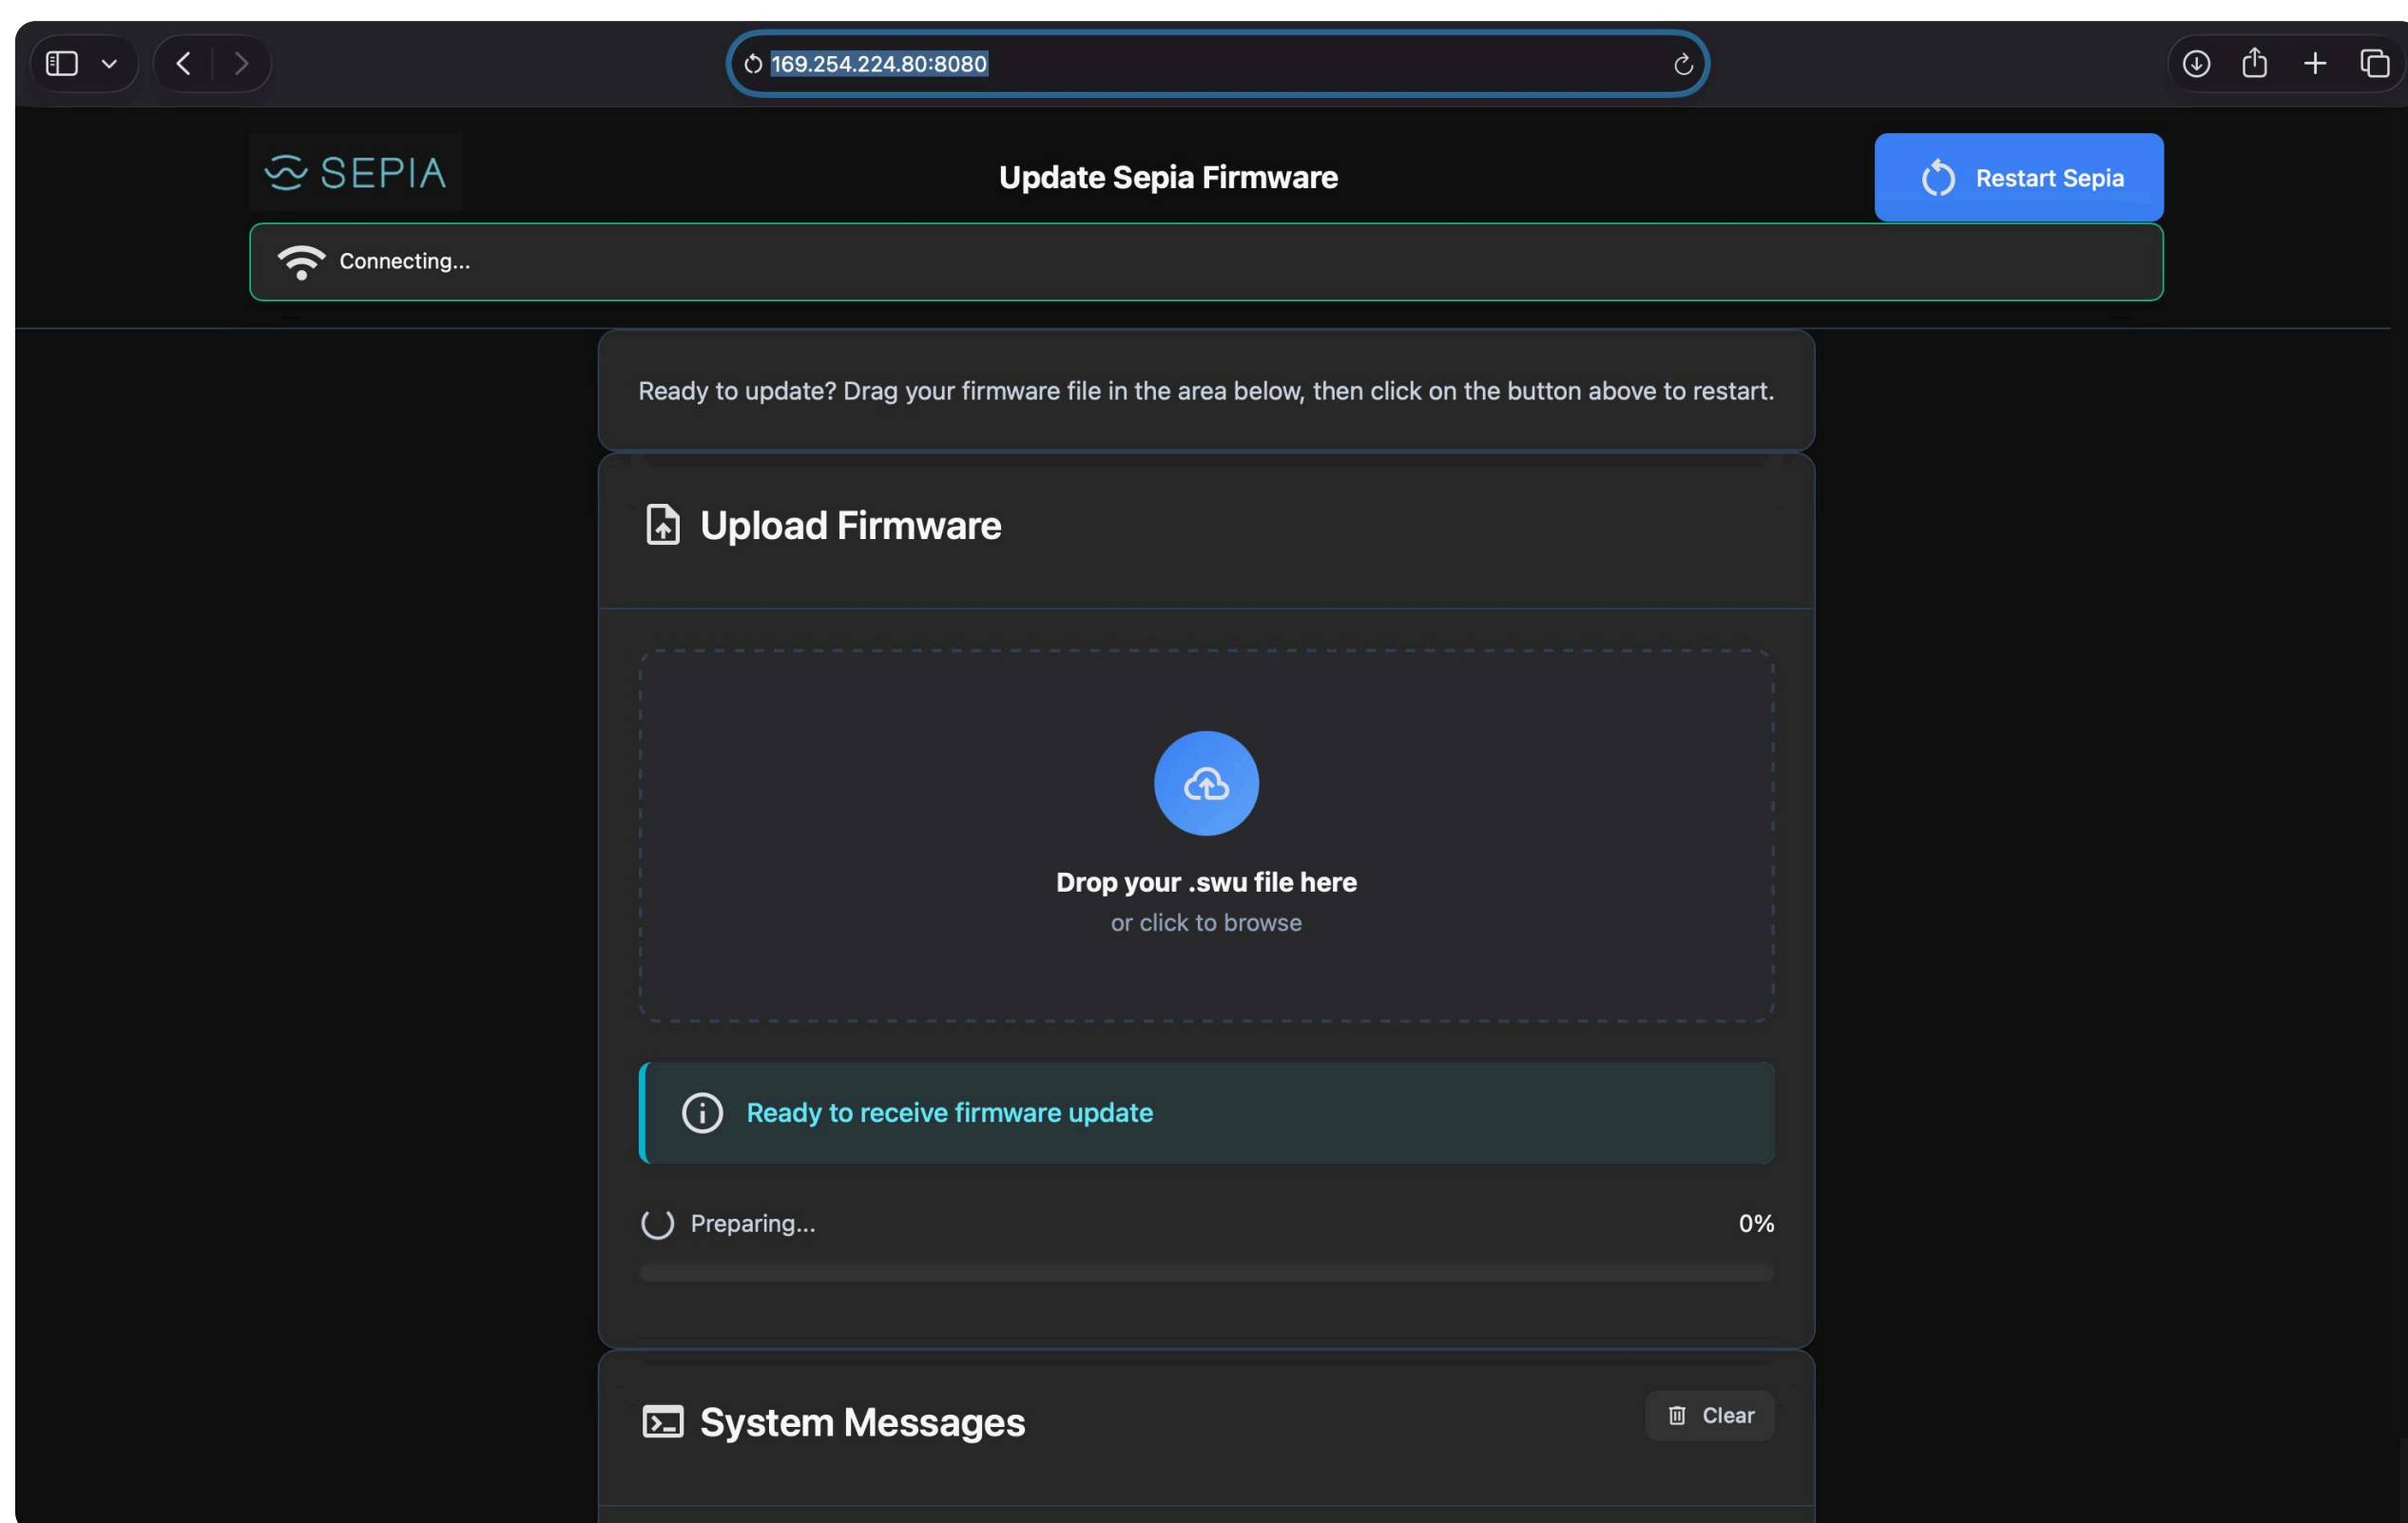 169.254.224.80:8080
SEPIA
Update Sepia Firmware
Restart Sepia
Connecting...
Ready to update? Drag your firmware file in the area below, then click on the button above to restart.
Upload Firmware
Drop your .swu file here
or click to browse
Ready to receive firmware update
Preparing...
0%
System Messages
Clear